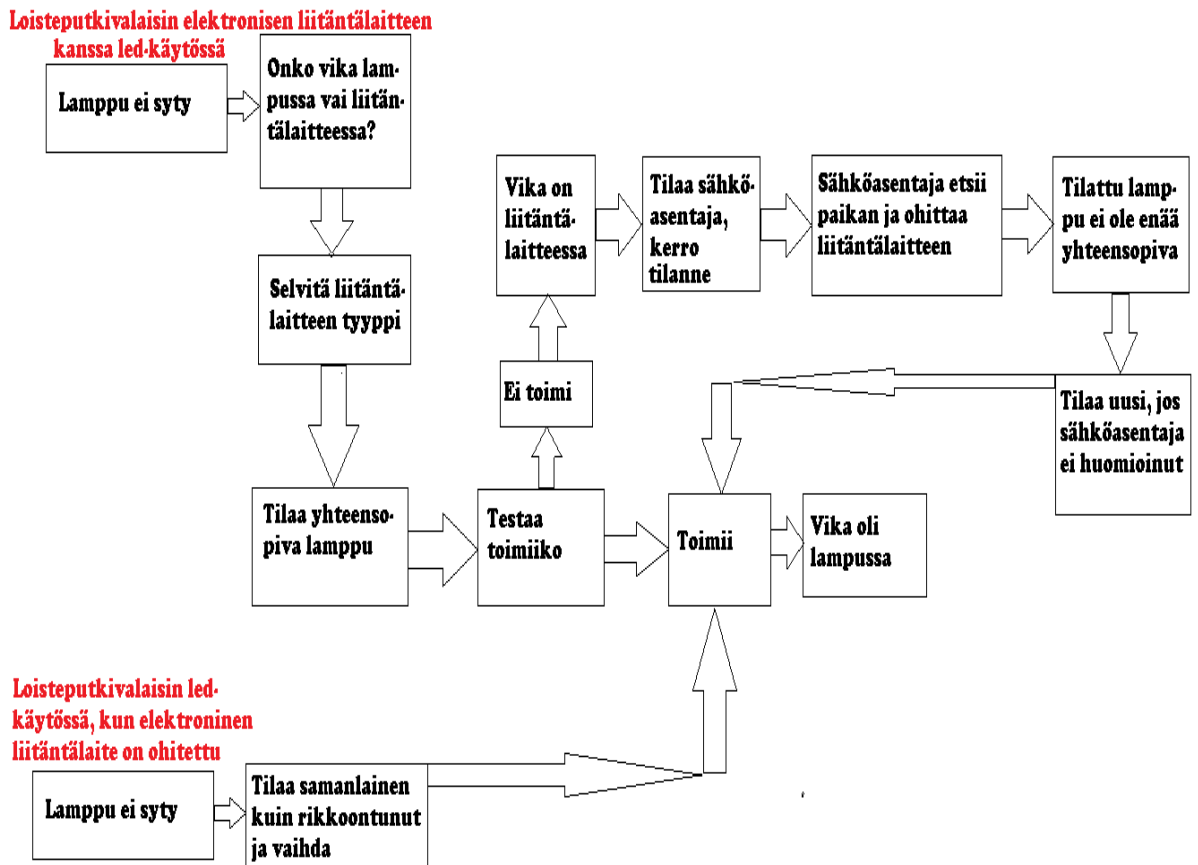 Loisteputkivalaisin elektronisen liitäntälaitteen
kanssa led-käytössä
Lamppu ei syty
Onko vika lam-
pussa vai liitän-
tälaitteessa?
Selvitä liitäntä-
laitteen tyyppi
Tilaa yhteenso-
piva lamppu
Testaa
toimiiko
Ei toimi
Vika on
liitäntä-
laitteessa
Tilaa sähkö-
asentaja,
kerro
tilanne
Sähköasentaja etsii
paikan ja ohittaa
liitäntälaitteen
Tilattu lamp-
pu ei ole enää
yhteensopiva
Tilaa uusi, jos
sähköasentaja
ei huomioinut
Toimii
Vika oli
lampussa
Loisteputkivalaisin led-
käytössä, kun elektroninen
liitäntälaite on ohitettu
Lamppu ei syty
Tilaa samanlainen
kuin rikkoontunut
ja vaihda